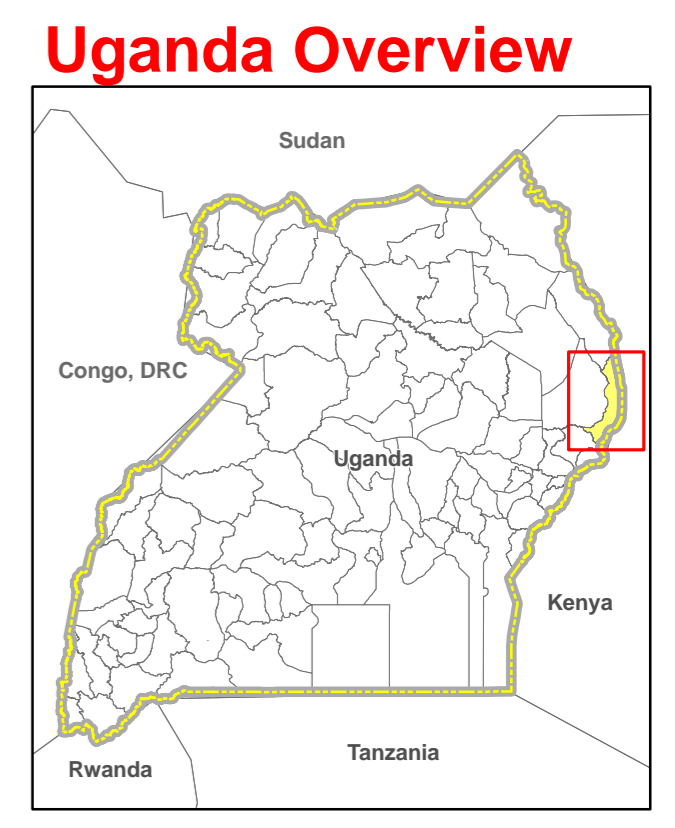 Uganda Overview
Sudan
Congo, DRC
Uganda
Kenya
Tanzania
Rwanda